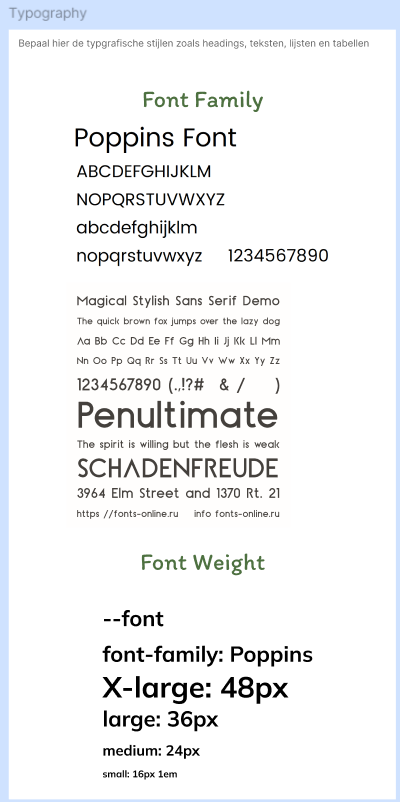 Typography
Bepaal hier de typgrafische stijlen zoals headings, teksten, lijsten en tabellen
Font Family
Poppins Font
ABCDEFGHIJKLM
NOPQRSTUVWXYZ
abcdefghijklm
nopqrstuvwxyz 1234567890
Magical Stylish Sans Serif Demo
The quick brown fox jumps over the lazy dog
Aa Bb Cc Dd Ee Ff Gg Hh Ii Jj Kk Ll Mm
Nn Oo Pp Qq Rr Ss Tt Uu Vv Ww Xx Yy Zz
1234567890 (.,!?# & / )
Penultimate
The spirit is willing but the flesh is weak
SCHADENFREUDE
3964 Elm Street and 1370 Rt. 21
https //fonts-online.ru info fonts-online.ru
Font Weight
--font
font-family: Poppins
X-large: 48px
large: 36px
medium: 24px
small: 16px 1em